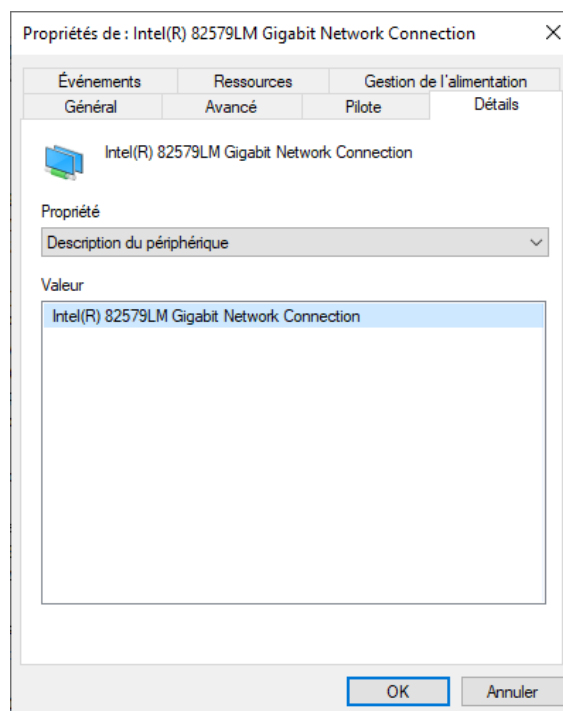 Propriétés de : Intel(R) 82579LM Gigabit Network Connection
Événements Ressources Gestion de l'alimentation
Général Avancé Pilote Détails
Intel(R) 82579LM Gigabit Network Connection
Propriété
Description du périphérique
Valeur
Intel(R) 82579LM Gigabit Network Connection
OK Annuler